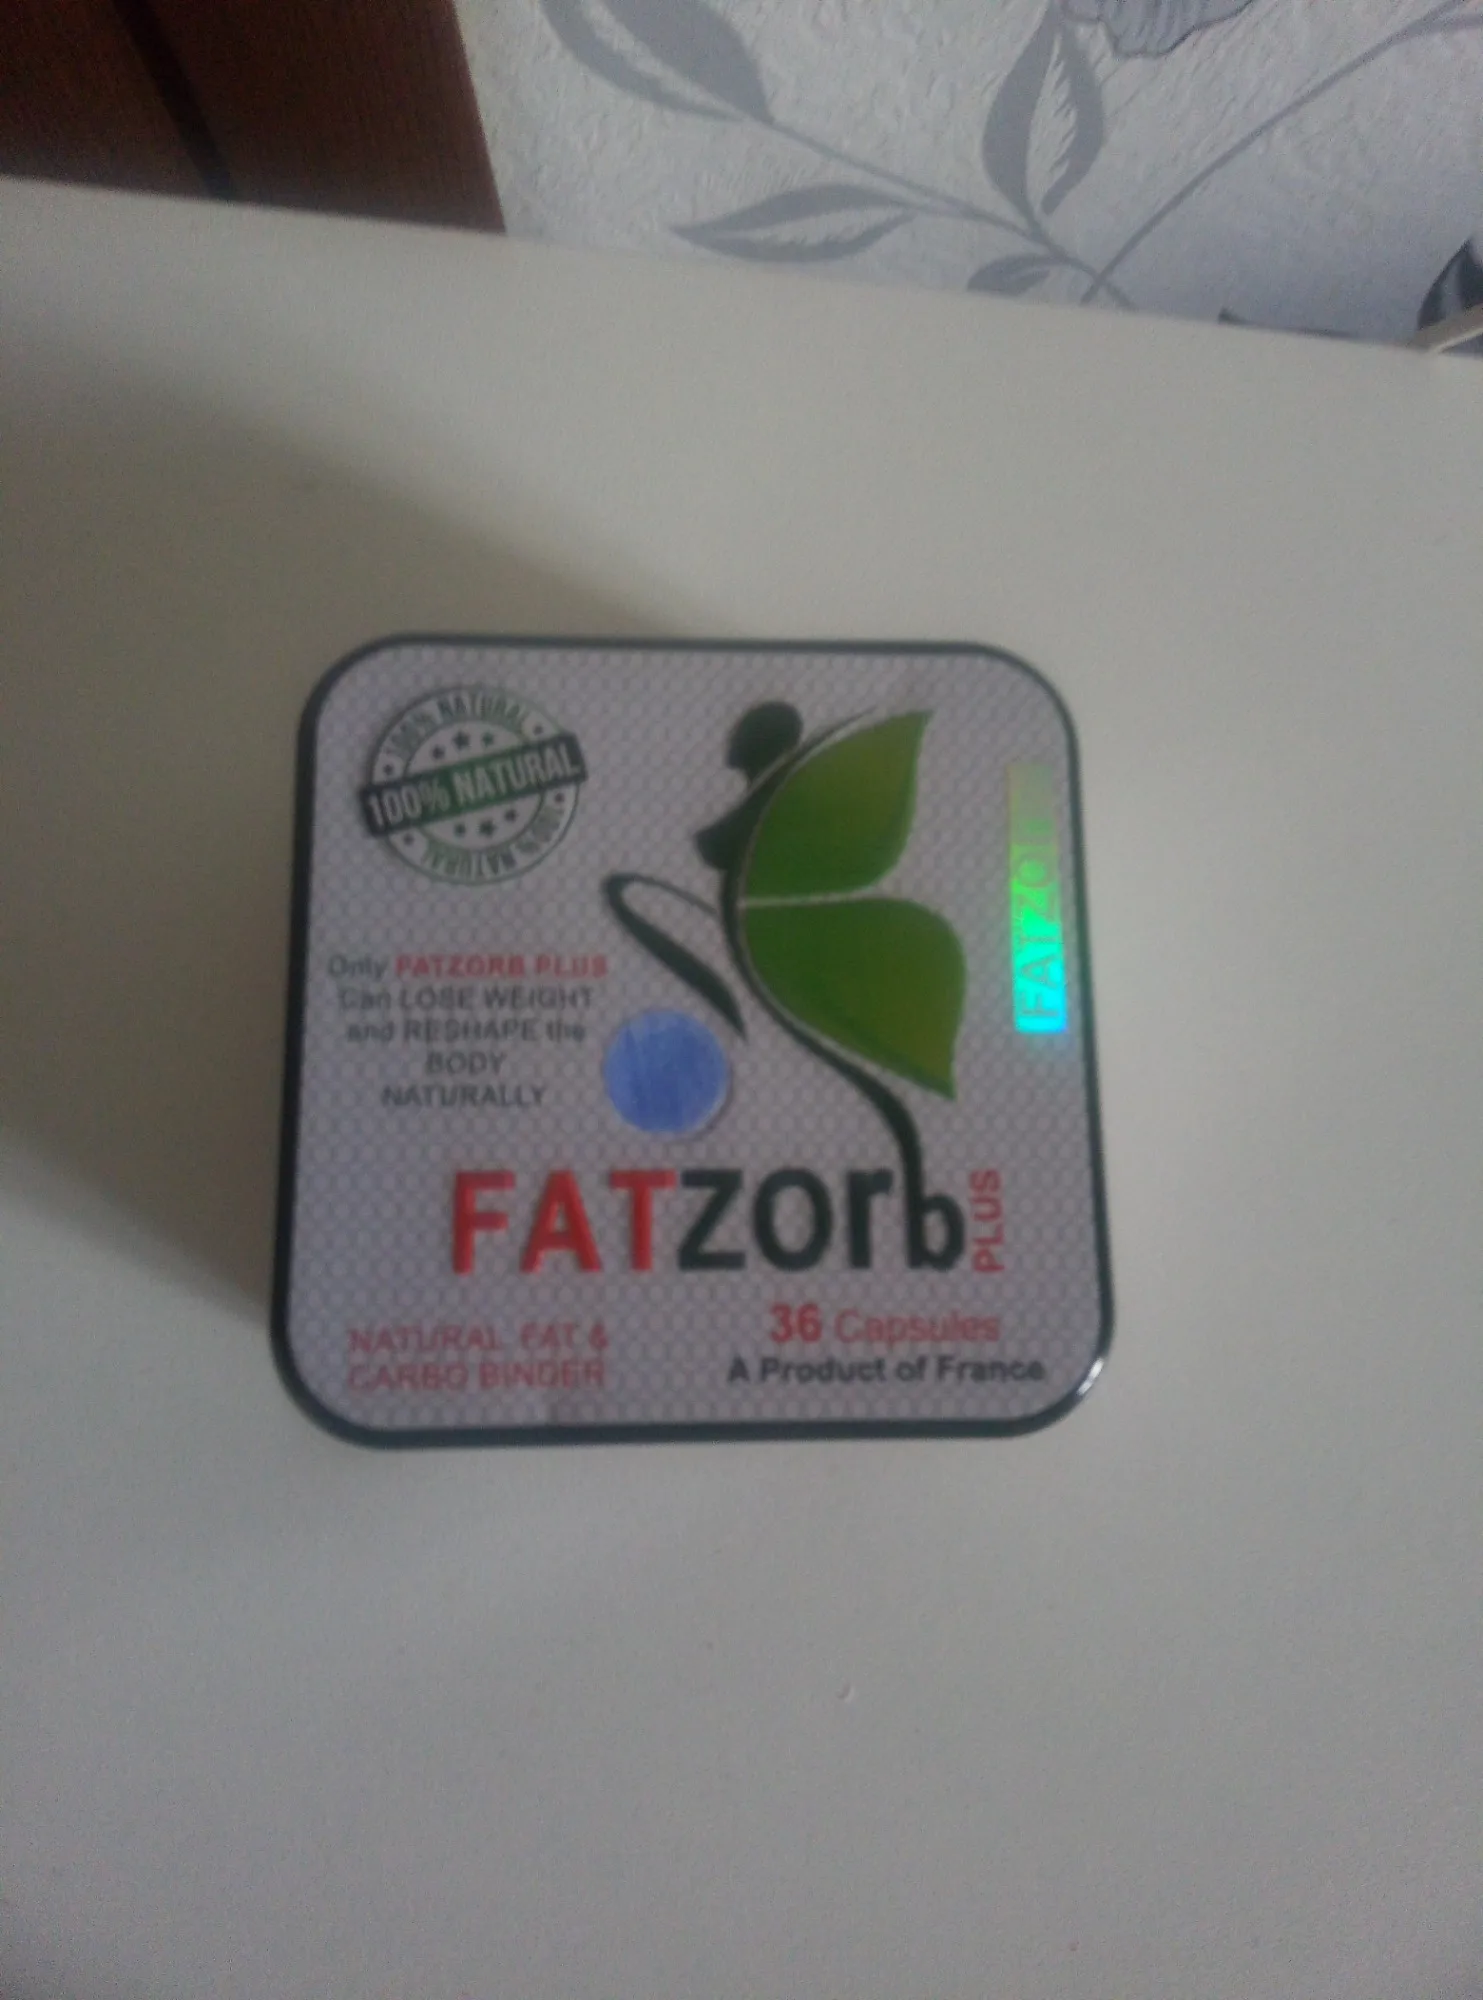 100% NATURAL
100% NATURAL
100% NATURAL
Only FATZORB PLUS
Can LOSE WEIGHT
and RESHAPE the
BODY
NATURALLY
FATZO
FATZorb PLUS
NATURAL FAT &
CARBO BINDER
36 Capsules
A Product of France